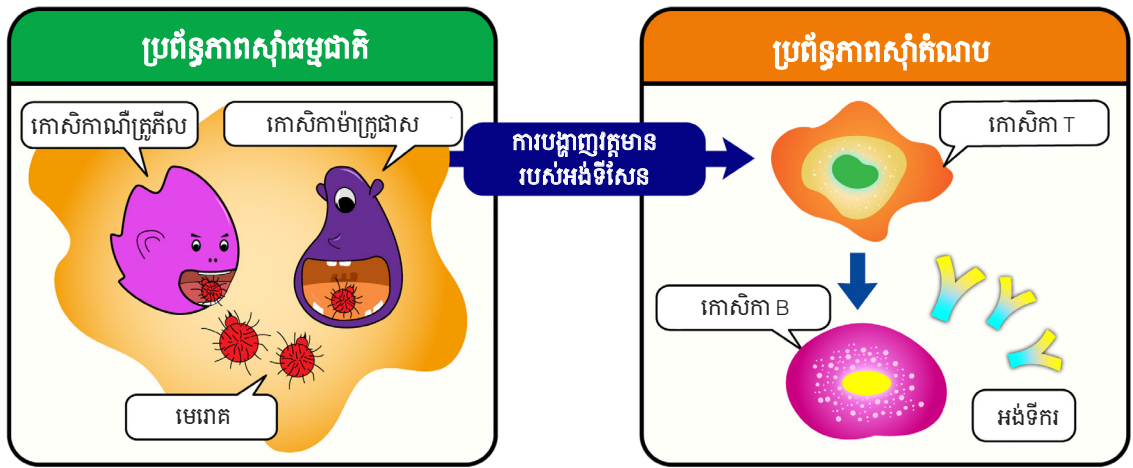 ប្រព័ន្ធភាពស៊ាំធម្មជាតិ
កោសិកាណឺត្រូភីល
កោសិកាម៉ាក្រូផាស
មេរោគ
ការបង្ហាញវត្តមាន
របស់អង់ទីសែន
ប្រព័ន្ធភាពស៊ាំតំណប
កោសិកា T
កោសិកា B
អង់ទីករ